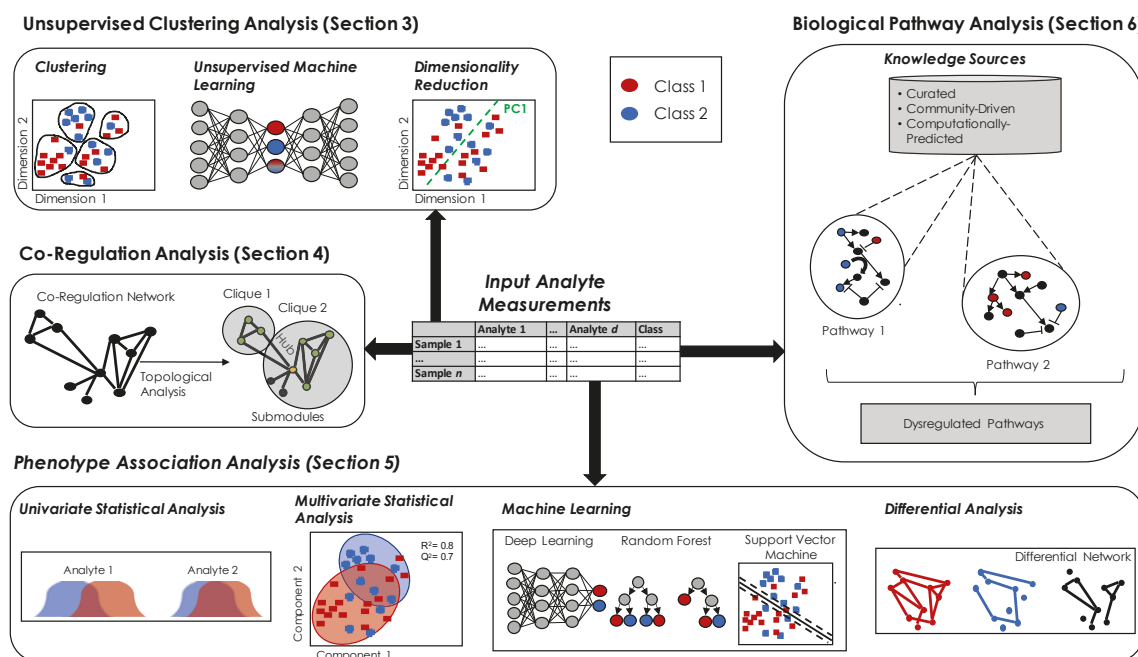 Unsupervised Clustering Analysis (Section 3)
Clustering
Dimension 2
Dimension 1
Unsupervised Machine
Learning
Dimensionality
Reduction
PC1
Dimension 2
Dimension 1
Class 1
Class 2
Biological Pathway Analysis (Section 6)
Knowledge Sources
• Curated
• Community-Driven
• Computationally-
Predicted
Pathway 1
Pathway 2
Dysregulated Pathways
Co-Regulation Analysis (Section 4)
Co-Regulation Network
Topological
Analysis
Clique 1
Clique 2
Hub
Submodules
Input Analyte
Measurements
Analyte 1 ... Analyte d Class
Sample 1 ... ... ...
... ... ... ...
Sample n ... ... ...
Phenotype Association Analysis (Section 5)
Univariate Statistical Analysis
Analyte 1
Analyte 2
Multivariate Statistical
Analysis
R²= 0.8
Q²= 0.7
Component 2
Component 1
Machine Learning
Deep Learning
Random Forest
Support Vector
Machine
Differential Analysis
Differential Network